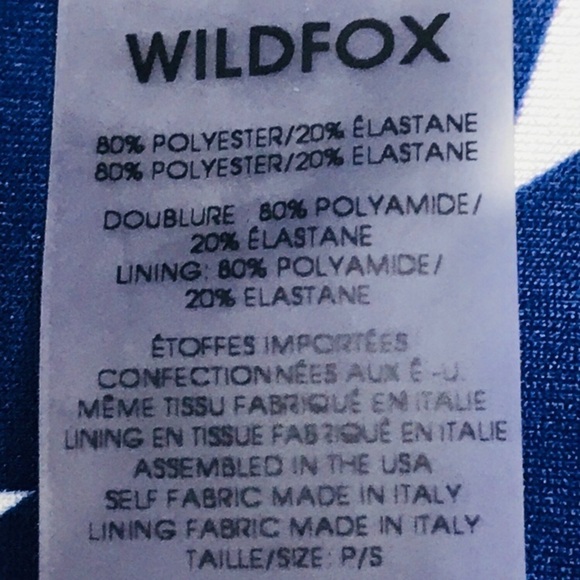 WILDFOX
80% POLYESTER/20% ÉLASTANE
80% POLYESTER/20% ÉLASTANE
DOUBLURE : 80% POLYAMIDE/
20% ÉLASTANE
LINING: 80% POLYAMIDE/
20% ELASTANE
ÉTOFFES IMPORTÉES
CONFECTIONNÉES AUX É.-U.
MÊME TISSU FABRIQUÉ EN ITALIE
LINING EN TISSUE FABRIQUÉ EN ITALIE
ASSEMBLED IN THE USA
SELF FABRIC MADE IN ITALY
LINING FABRIC MADE IN ITALY
TAILLE/SIZE: P/S